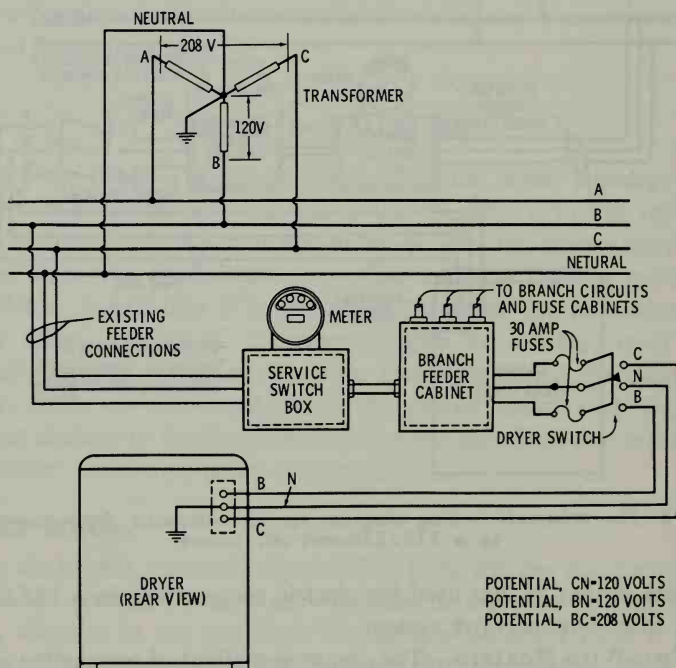 NEUTRAL
A
208 V
C
TRANSFORMER
120V
B
A
B
C
NETURAL
EXISTING
FEEDER
CONNECTIONS
METER
TO BRANCH CIRCUITS
AND FUSE CABINETS
30 AMP
FUSES
SERVICE
SWITCH
BOX
BRANCH
FEEDER
CABINET
C
N
B
DRYER SWITCH
B
N
C
DRYER
(REAR VIEW)
POTENTIAL, CN=120 VOLTS
POTENTIAL, BN=120 VOITS
POTENTIAL, BC=208 VOLTS